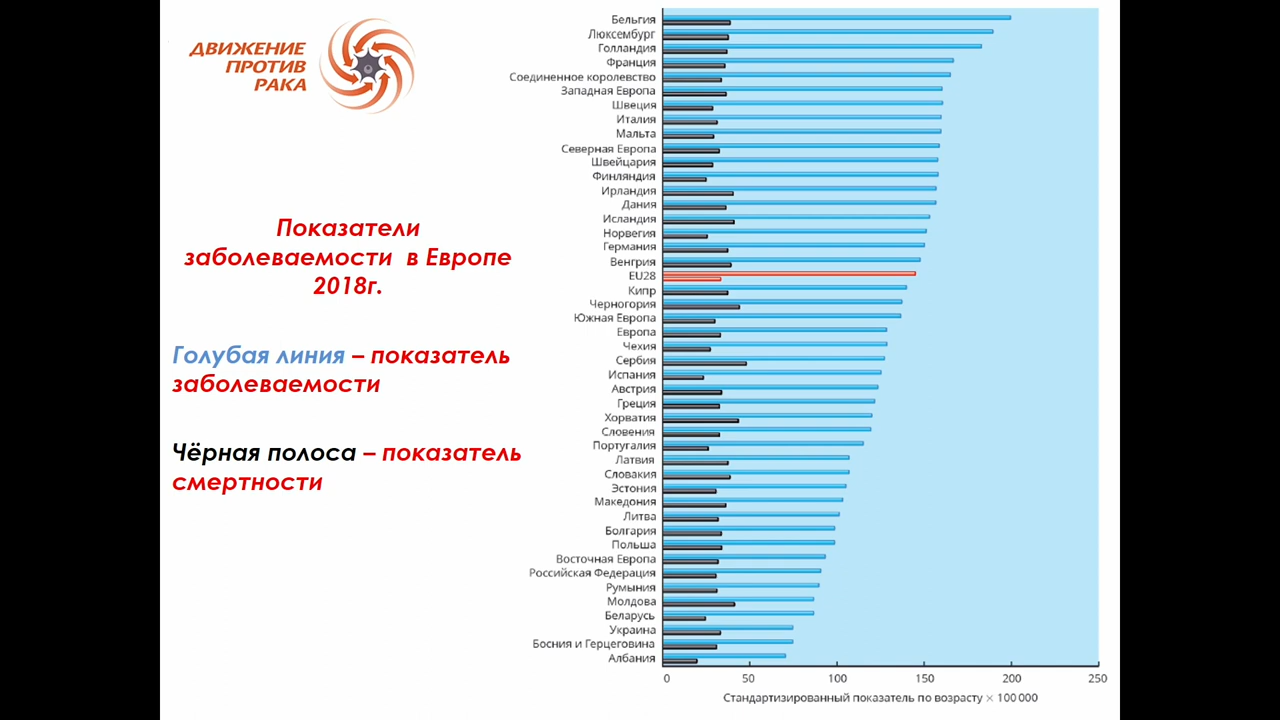 ДВИЖЕНИЕ
ПРОТИВ
РАКА
Показатели
заболеваемости в Европе
2018г.
Голубая линия – показатель
заболеваемости
Чёрная полоса – показатель
смертности
Бельгия
Люксембург
Голландия
Франция
Соединенное королевство
Западная Европа
Швеция
Италия
Мальта
Северная Европа
Швейцария
Финляндия
Ирландия
Дания
Исландия
Норвегия
Германия
Венгрия
EU28
Кипр
Черногория
Южная Европа
Европа
Чехия
Сербия
Испания
Австрия
Греция
Хорватия
Словения
Португалия
Латвия
Словакия
Эстония
Македония
Литва
Болгария
Польша
Восточная Европа
Российская Федерация
Румыния
Молдова
Беларусь
Украина
Босния и Герцеговина
Албания
0 50 100 150 200 250
Стандартизированный показатель по возрасту × 100 000